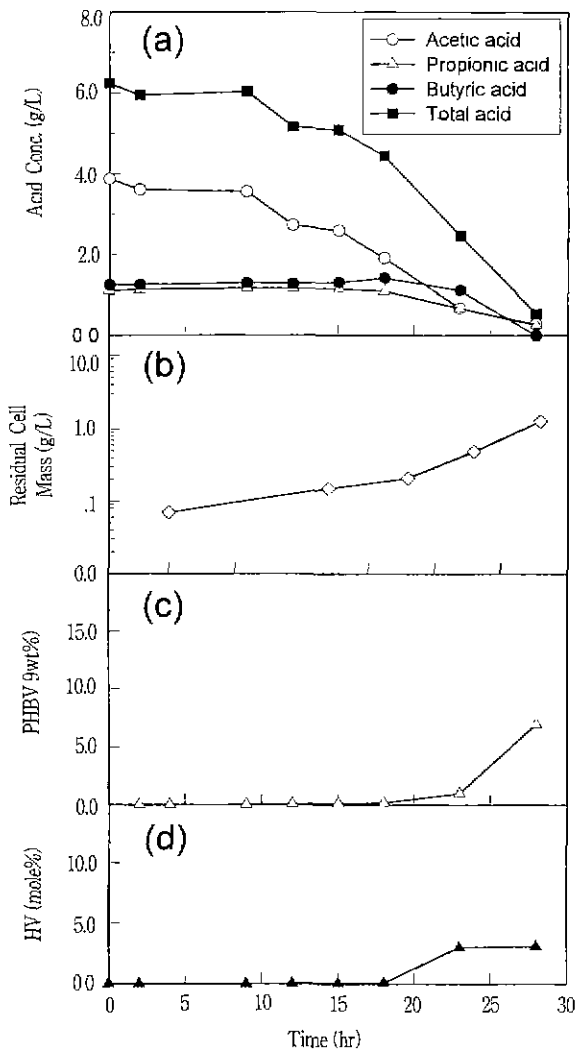 8.0
(a)
Acetic acid
Propionic acid
Butyric acid
Total acid
6.0
4.0
2.0
0 0
Acid Conc. (g/L)
(b)
10.0
1.0
.1
0.0
Residual Cell
Mass (g/L)
(c)
15.0
10.0
5.0
0.0
PHBV 9wt%)
(d)
10.0
5.0
00
HV (mole%)
0 5 10 15 20 25 30
Time (hr)